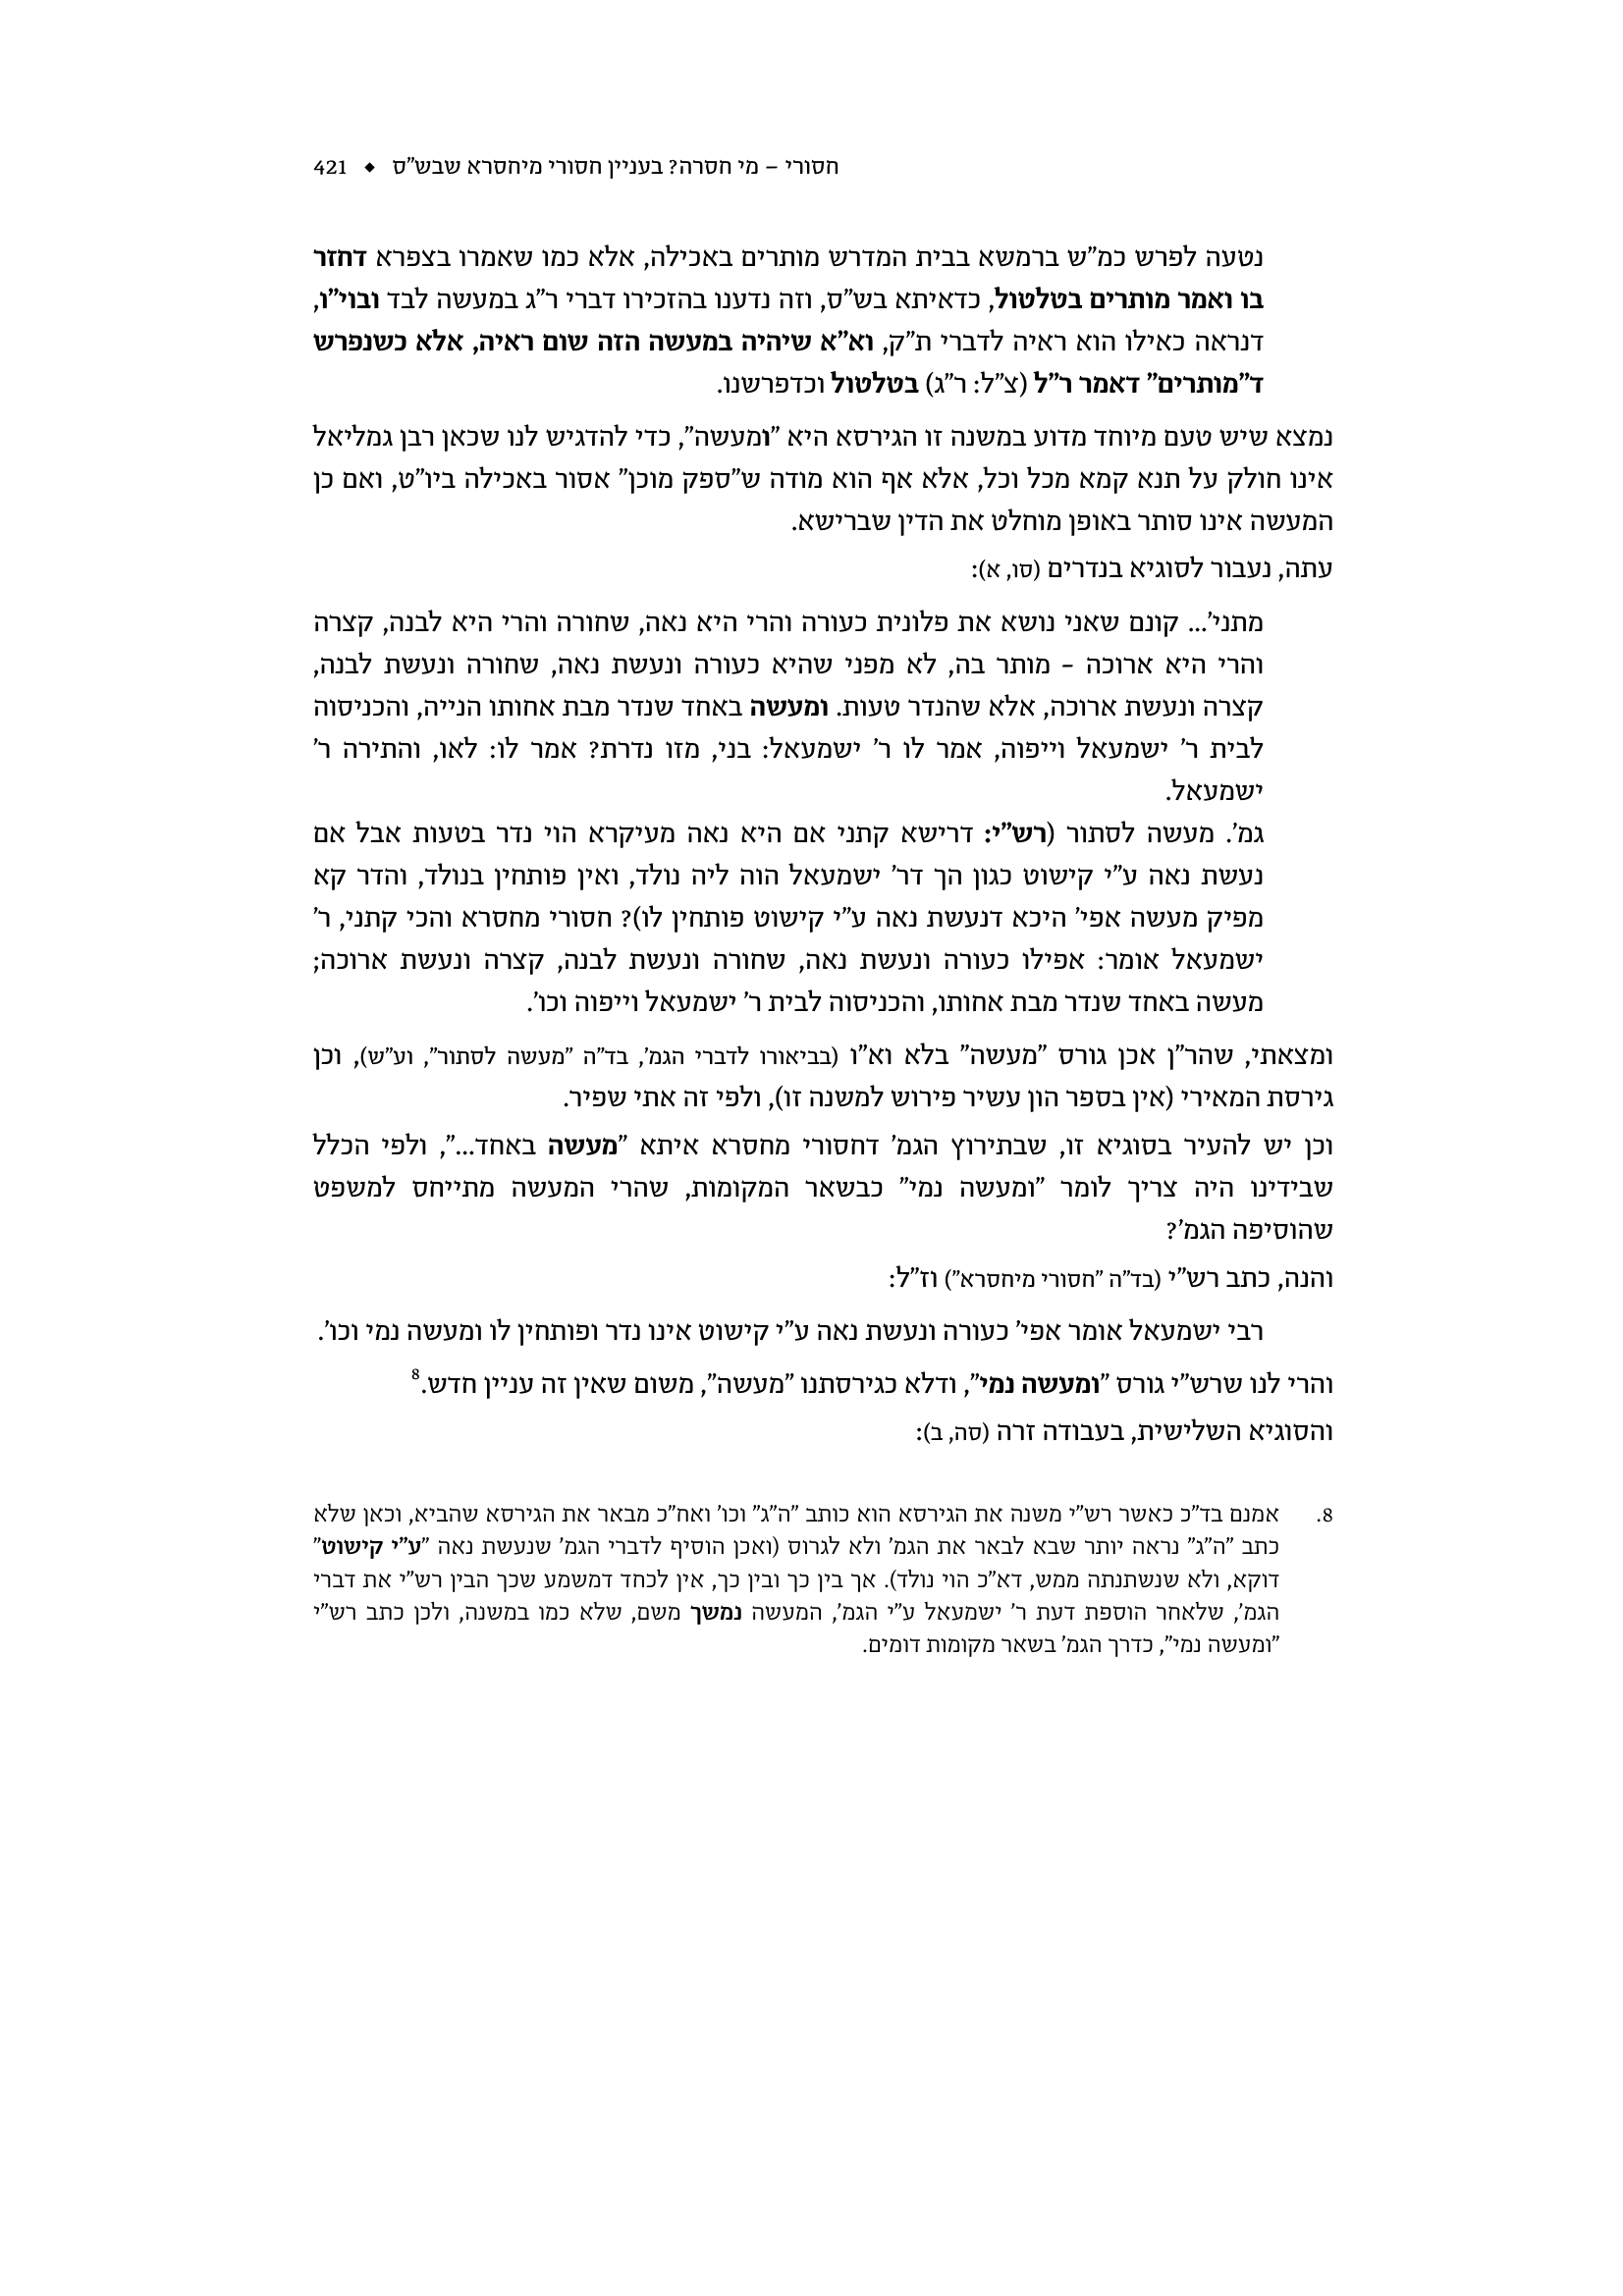 חסורי – מי חסרה? בעניין חסורי מיחסרא שבש”ס ◆ 421
נטעה לפרש כמ”ש ברמשא בבית המדרש מותרים באכילה, אלא כמו שאמרו בצפרא דחזר
בו ואמר מותרים בטלטול, כדאיתא בש”ס, וזה נדענו בהזכירו דברי ר”ג במעשה לבד ובוי”ו,
דנראה כאילו הוא ראיה לדברי ת”ק, וא”א שיהיה במעשה הזה שום ראיה, אלא כשנפרש
ד”מותרים” דאמר ר”ל (צ”ל: ר”ג) בטלטול וכדפרשנו.
נמצא שיש טעם מיוחד מדוע במשנה זו הגירסא היא ”ומעשה”, כדי להדגיש לנו שכאן רבן גמליאל
אינו חולק על תנא קמא מכל וכל, אלא אף הוא מודה ש”ספק מוכן” אסור באכילה ביו”ט, ואם כן
המעשה אינו סותר באופן מוחלט את הדין שברישא.
עתה, נעבור לסוגיא בנדרים (סו, א):
מתני’... קונם שאני נושא את פלונית כעורה והרי היא נאה, שחורה והרי היא לבנה, קצרה
והרי היא ארוכה – מותר בה, לא מפני שהיא כעורה ונעשת נאה, שחורה ונעשת לבנה,
קצרה ונעשת ארוכה, אלא שהנדר טעות. ומעשה באחד שנדר מבת אחותו הנייה, והכניסוה
לבית ר’ ישמעאל וייפוה, אמר לו ר’ ישמעאל: בני, מזו נדרת? אמר לו: לאו, והתירה ר’
ישמעאל.
גמ’. מעשה לסתור (רש”י: דרישא קתני אם היא נאה מעיקרא הוי נדר בטעות אבל אם
נעשת נאה ע”י קישוט כגון הך דר’ ישמעאל הוה ליה נולד, ואין פותחין בנולד, והדר קא
מפיק מעשה אפי’ היכא דנעשת נאה ע”י קישוט פותחין לו)? חסורי מחסרא והכי קתני, ר’
ישמעאל אומר: אפילו כעורה ונעשת נאה, שחורה ונעשת לבנה, קצרה ונעשת ארוכה;
מעשה באחד שנדר מבת אחותו, והכניסוה לבית ר’ ישמעאל וייפוה וכו’.
ומצאתי, שהר”ן אכן גורס ”מעשה” בלא וא”ו (בביאורו לדברי הגמ’, בד”ה ”מעשה לסתור”, וע”ש), וכן
גירסת המאירי (אין בספר הון עשיר פירוש למשנה זו), ולפי זה אתי שפיר.
וכן יש להעיר בסוגיא זו, שבתירוץ הגמ’ דחסורי מחסרא איתא ”מעשה באחד...”, ולפי הכלל
שבידינו היה צריך לומר ”ומעשה נמי” כבשאר המקומות, שהרי המעשה מתייחס למשפט
שהוסיפה הגמ’?
והנה, כתב רש”י (בד”ה ”חסורי מיחסרא”) וז”ל:
רבי ישמעאל אומר אפי’ כעורה ונעשת נאה ע”י קישוט אינו נדר ופותחין לו ומעשה נמי וכו’.
והרי לנו שרש”י גורס ”ומעשה נמי”, ודלא כגירסתנו ”מעשה”, משום שאין זה עניין חדש.8
והסוגיא השלישית, בעבודה זרה (סה, ב):
8. אמנם בד”כ כאשר רש”י משנה את הגירסא הוא כותב ”ה”ג” וכו’ ואח”כ מבאר את הגירסא שהביא, וכאן שלא
כתב ”ה”ג” נראה יותר שבא לבאר את הגמ’ ולא לגרוס (ואכן הוסיף לדברי הגמ’ שנעשת נאה ”ע”י קישוט”
דוקא, ולא שנשתנתה ממש, דא”כ הוי נולד). אך בין כך ובין כך, אין לכחד דמשמע שכך הבין רש”י את דברי
הגמ’, שלאחר הוספת דעת ר’ ישמעאל ע”י הגמ’, המעשה נמשך משם, שלא כמו במשנה, ולכן כתב רש”י
”ומעשה נמי”, כדרך הגמ’ בשאר מקומות דומים.